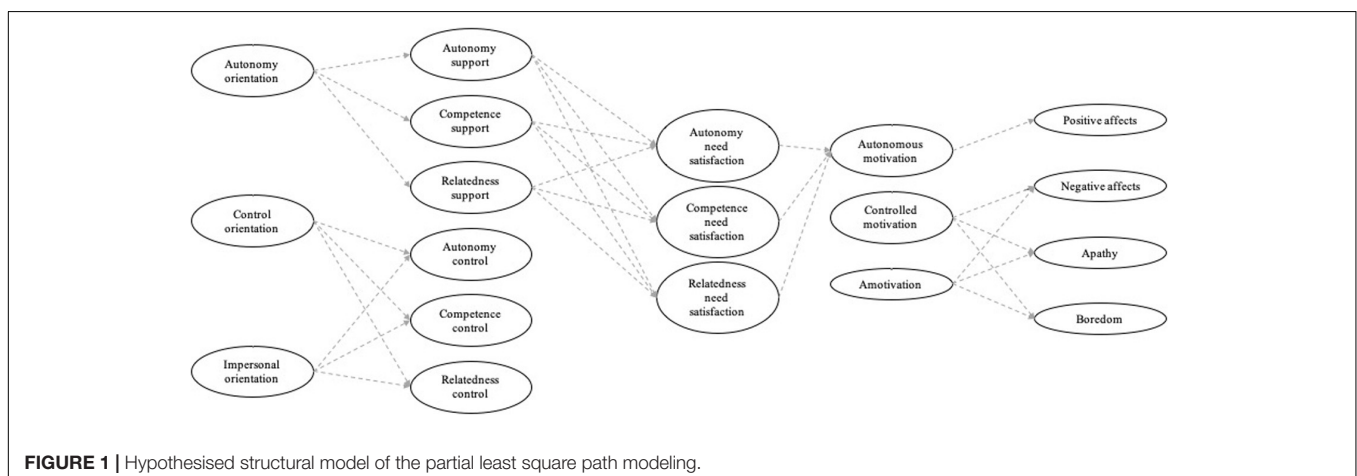 Autonomy
orientation
Control
orientation
Impersonal
orientation
Autonomy
support
Competence
support
Relatedness
support
Autonomy
control
Competence
control
Relatedness
control
Autonomy
need
satisfaction
Competence
need
satisfaction
Relatedness
need
satisfaction
Autonomous
motivation
Controlled
motivation
Amotivation
Positive affects
Negative affects
Apathy
Boredom
FIGURE 1 | Hypothesised structural model of the partial least square path modeling.